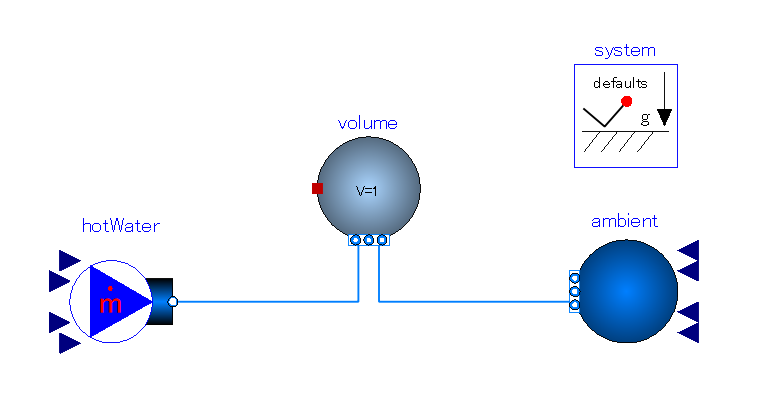 system
defaults
g
volume
V=1
hotWater
ambient
ṁ